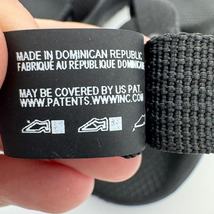 MADE IN DOMINICAN REPUBLIC
FABRIQUÉ AU RÉPUBLIQUE DOMINICAINE
MAY BE COVERED BY US PAT.
WWW.PATENTS.WWWINC.COM